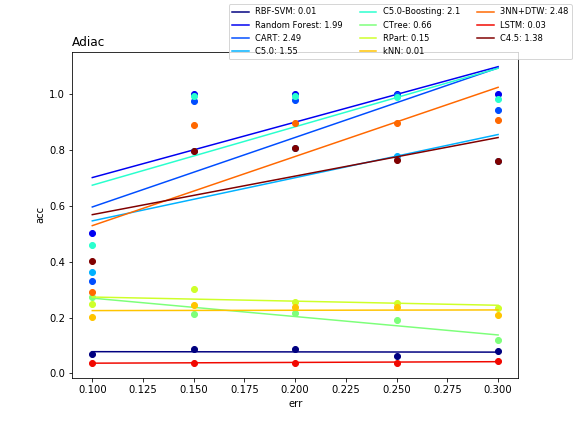 RBF-SVM: 0.01 C5.0-Boosting: 2.1 3NN+DTW: 2.48
Random Forest: 1.99 CTree: 0.66 LSTM: 0.03
CART: 2.49 RPart: 0.15 C4.5: 1.38
C5.0: 1.55 kNN: 0.01
Adiac
1.0
0.8
0.6
0.4
0.2
0.0
acc
0.100 0.125 0.150 0.175 0.200 0.225 0.250 0.275 0.300
err